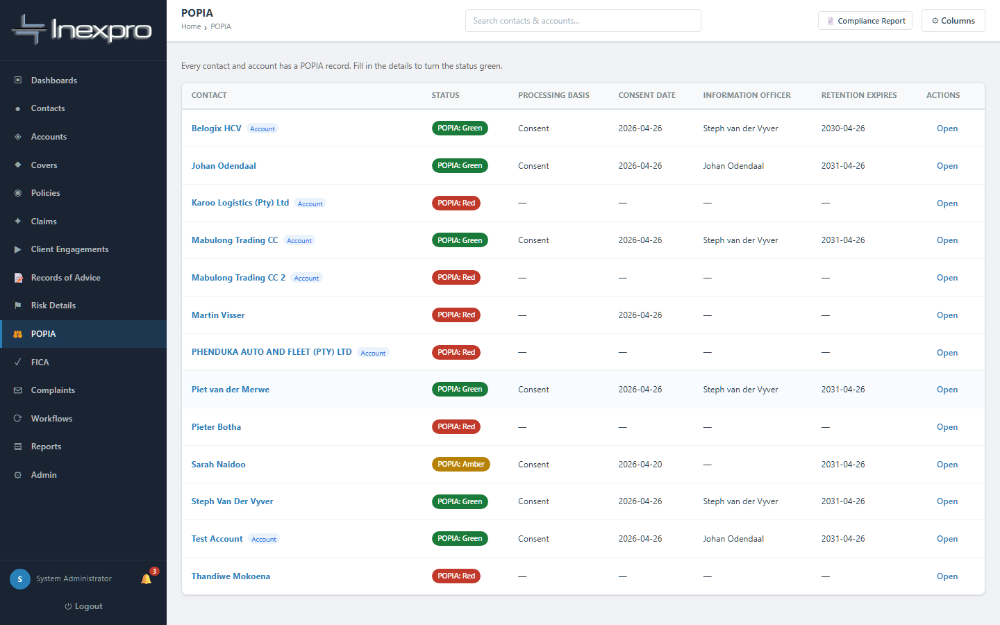 Inexpro
Dashboards
Contacts
Accounts
Covers
Policies
Claims
Client Engagements
Records of Advice
Risk Details
POPIA
FICA
Complaints
Workflows
Reports
Admin
S System Administrator 3
Logout
POPIA
Home › POPIA
Search contacts & accounts...
Compliance Report
Columns
Every contact and account has a POPIA record. Fill in the details to turn the status green.
CONTACT STATUS PROCESSING BASIS CONSENT DATE INFORMATION OFFICER RETENTION EXPIRES ACTIONS
Belogix HCV Account POPIA: Green Consent 2026-04-26 Steph van der Vyver 2030-04-26 Open
Johan Odendaal POPIA: Green Consent 2026-04-26 Johan Odendaal 2031-04-26 Open
Karoo Logistics (Pty) Ltd Account POPIA: Red — — — — Open
Mabulong Trading CC Account POPIA: Green Consent 2026-04-26 Steph van der Vyver 2031-04-26 Open
Mabulong Trading CC 2 Account POPIA: Red — — — — Open
Martin Visser POPIA: Red — 2026-04-26 — — Open
PHENDUKA AUTO AND FLEET (PTY) LTD Account POPIA: Red — — — — Open
Piet van der Merwe POPIA: Green Consent 2026-04-26 Steph van der Vyver 2031-04-26 Open
Pieter Botha POPIA: Red — — — — Open
Sarah Naidoo POPIA: Amber Consent 2026-04-20 — 2031-04-26 Open
Steph Van Der Vyver POPIA: Green Consent 2026-04-26 Steph van der Vyver 2031-04-26 Open
Test Account Account POPIA: Green Consent 2026-04-26 Johan Odendaal 2031-04-26 Open
Thandiwe Mokoena POPIA: Red — — — — Open